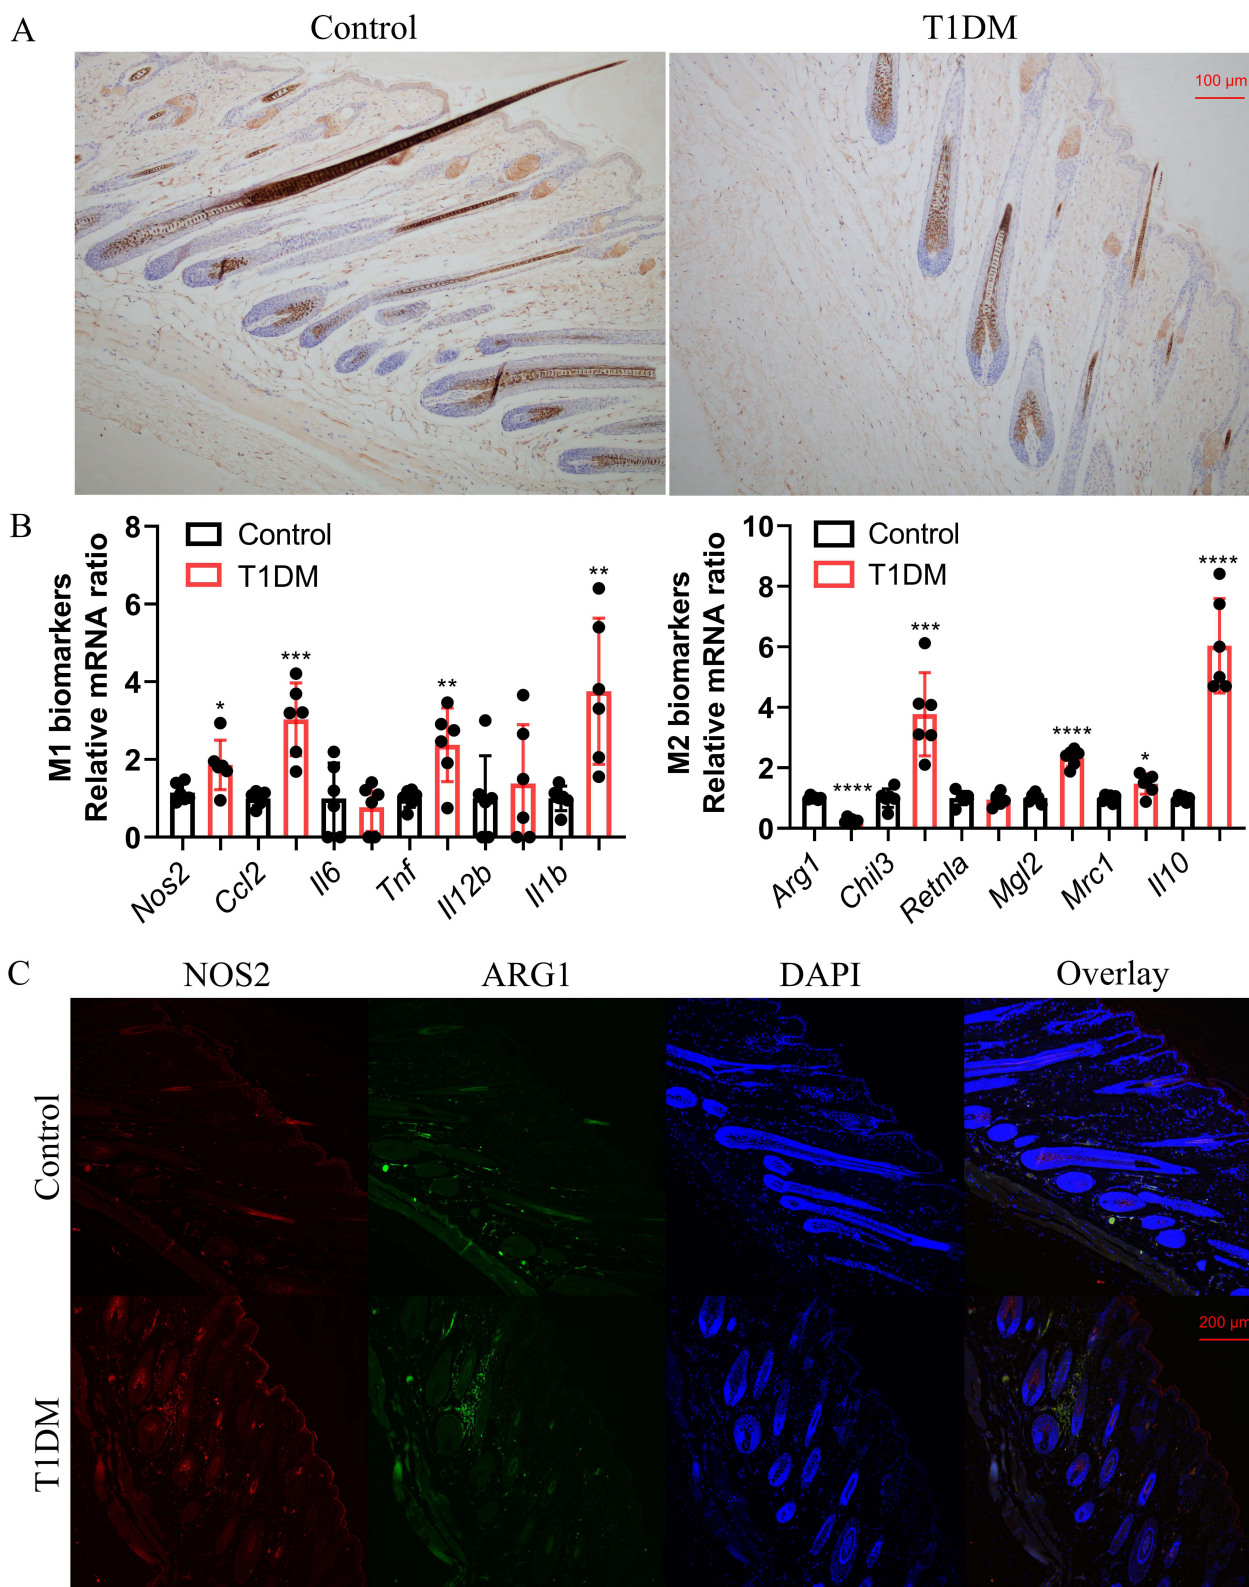 A
Control
T1DM
100 μm
B
M1 biomarkers
Relative mRNA ratio
8
6
4
2
0
Control
T1DM
*
***
**
**
Nos2
Ccl2
Il6
Tnf
Il12b
Il1b
M2 biomarkers
Relative mRNA ratio
10
8
6
4
2
0
Control
T1DM
****
***
****
*
****
Arg1
Chil3
Retnla
Mgl2
Mrc1
Il10
C
NOS2
ARG1
DAPI
Overlay
Control
T1DM
200 μm